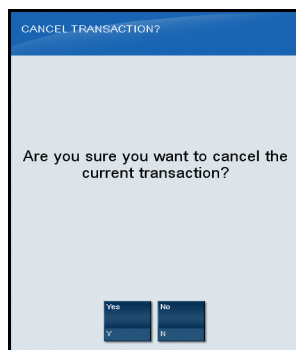 CANCEL TRANSACTION?
Are you sure you want to cancel the
current transaction?
Yes No
Y N